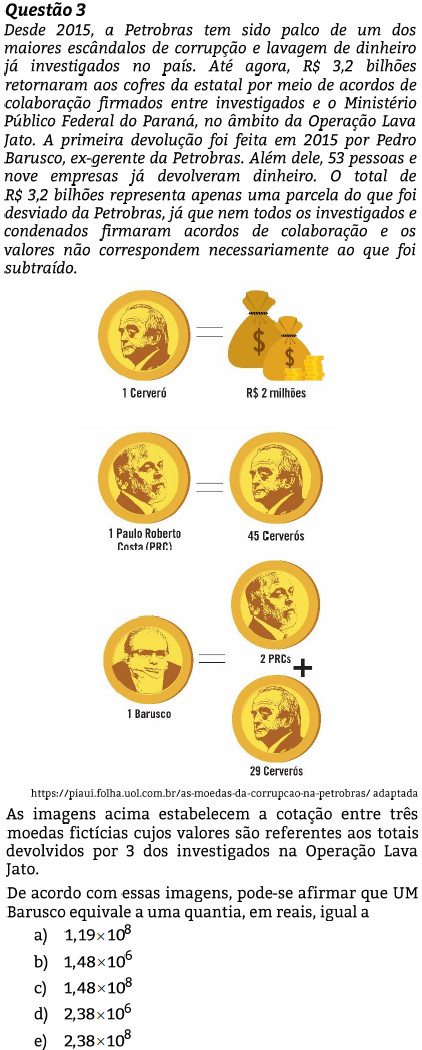 Questão 3
Desde 2015, a Petrobras tem sido palco de um dos
maiores escândalos de corrupção e lavagem de dinheiro
já investigados no país. Até agora, R$ 3,2 bilhões
retornaram aos cofres da estatal por meio de acordos de
colaboração firmados entre investigados e o Ministério
Público Federal do Paraná, no âmbito da Operação Lava
Jato. A primeira devolução foi feita em 2015 por Pedro
Barusco, ex-gerente da Petrobras. Além dele, 53 pessoas e
nove empresas já devolveram dinheiro. O total de
R$ 3,2 bilhões representa apenas uma parcela do que foi
desviado da Petrobras, já que nem todos os investigados e
condenados firmaram acordos de colaboração e os
valores não correspondem necessariamente ao que foi
subtraído.
$
$
1 Cerveró
R$ 2 milhões
1 Paulo Roberto
Costa (PRC)
45 Cerverós
2 PRCs
+
1 Barusco
29 Cerverós
https://piaui.folha.uol.com.br/as-moedas-da-corrupcao-na-petrobras/ adaptada
As imagens acima estabelecem a cotação entre três
moedas fictícias cujos valores são referentes aos totais
devolvidos por 3 dos investigados na Operação Lava
Jato.
De acordo com essas imagens, pode-se afirmar que UM
Barusco equivale a uma quantia, em reais, igual a
a) 1,19×10⁸
b) 1,48×10⁶
c) 1,48×10⁸
d) 2,38×10⁶
e) 2,38×10⁸